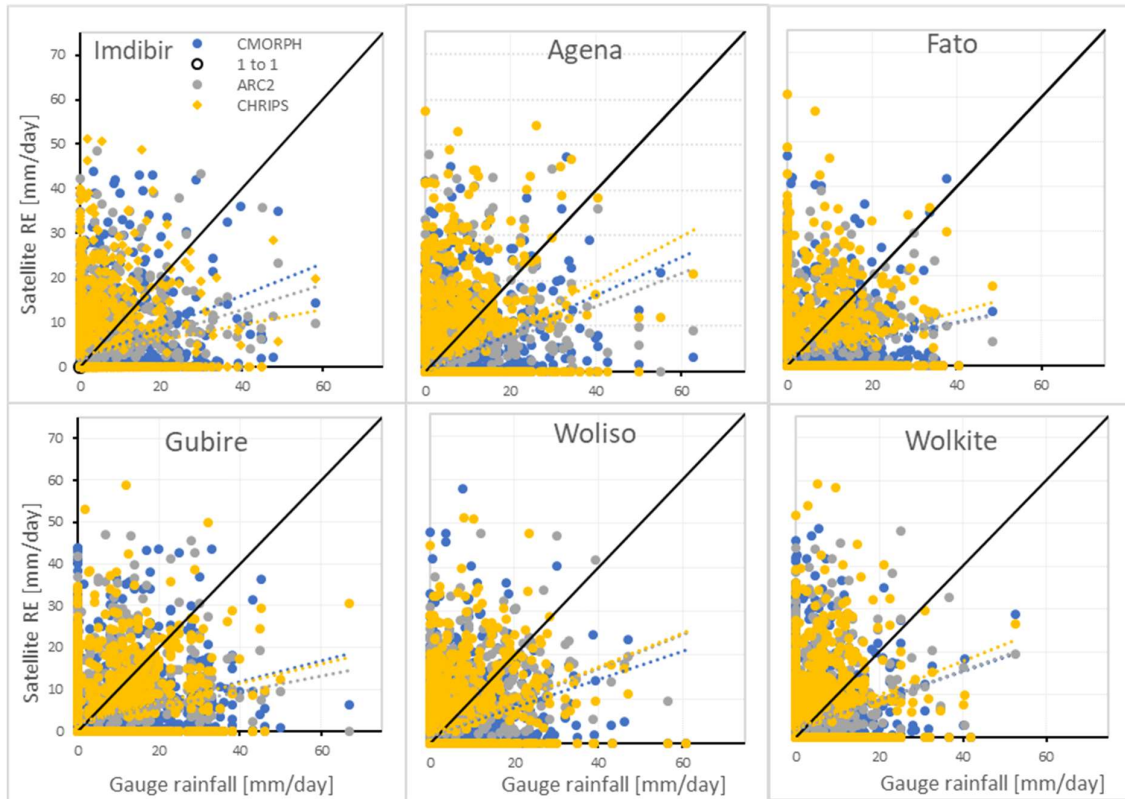 Imdibir
CMORPH
1 to 1
ARC2
CHRIPS
Agena
Fato
Satellite RE [mm/day]
70
60
50
40
30
20
10
0
0 20 40 60
0 20 40 60
0 20 40 60
Gubire
Woliso
Wolkite
Satellite RE [mm/day]
70
60
50
40
30
20
10
0
0 20 40 60
0 20 40 60
0 20 40 60
Gauge rainfall [mm/day]
Gauge rainfall [mm/day]
Gauge rainfall [mm/day]